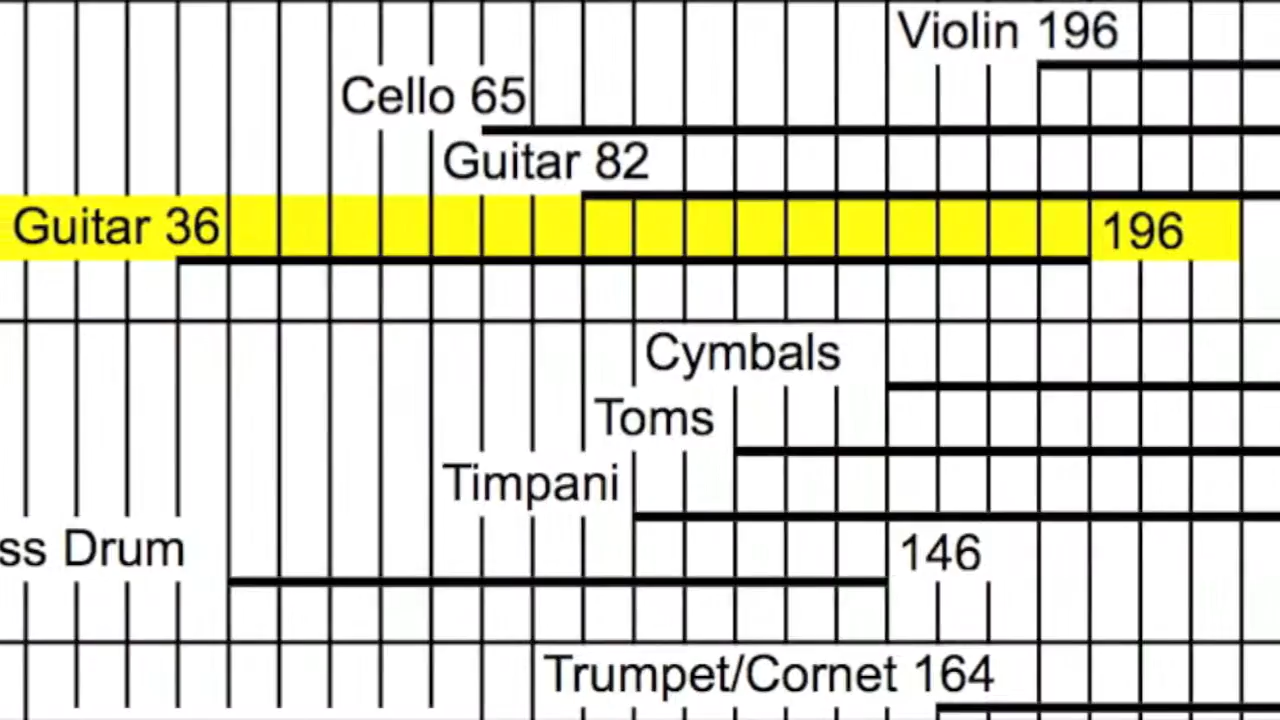 Violin 196
Cello 65
Guitar 82
Guitar 36 196
Cymbals
Toms
Timpani
ss Drum 146
Trumpet/Cornet 164